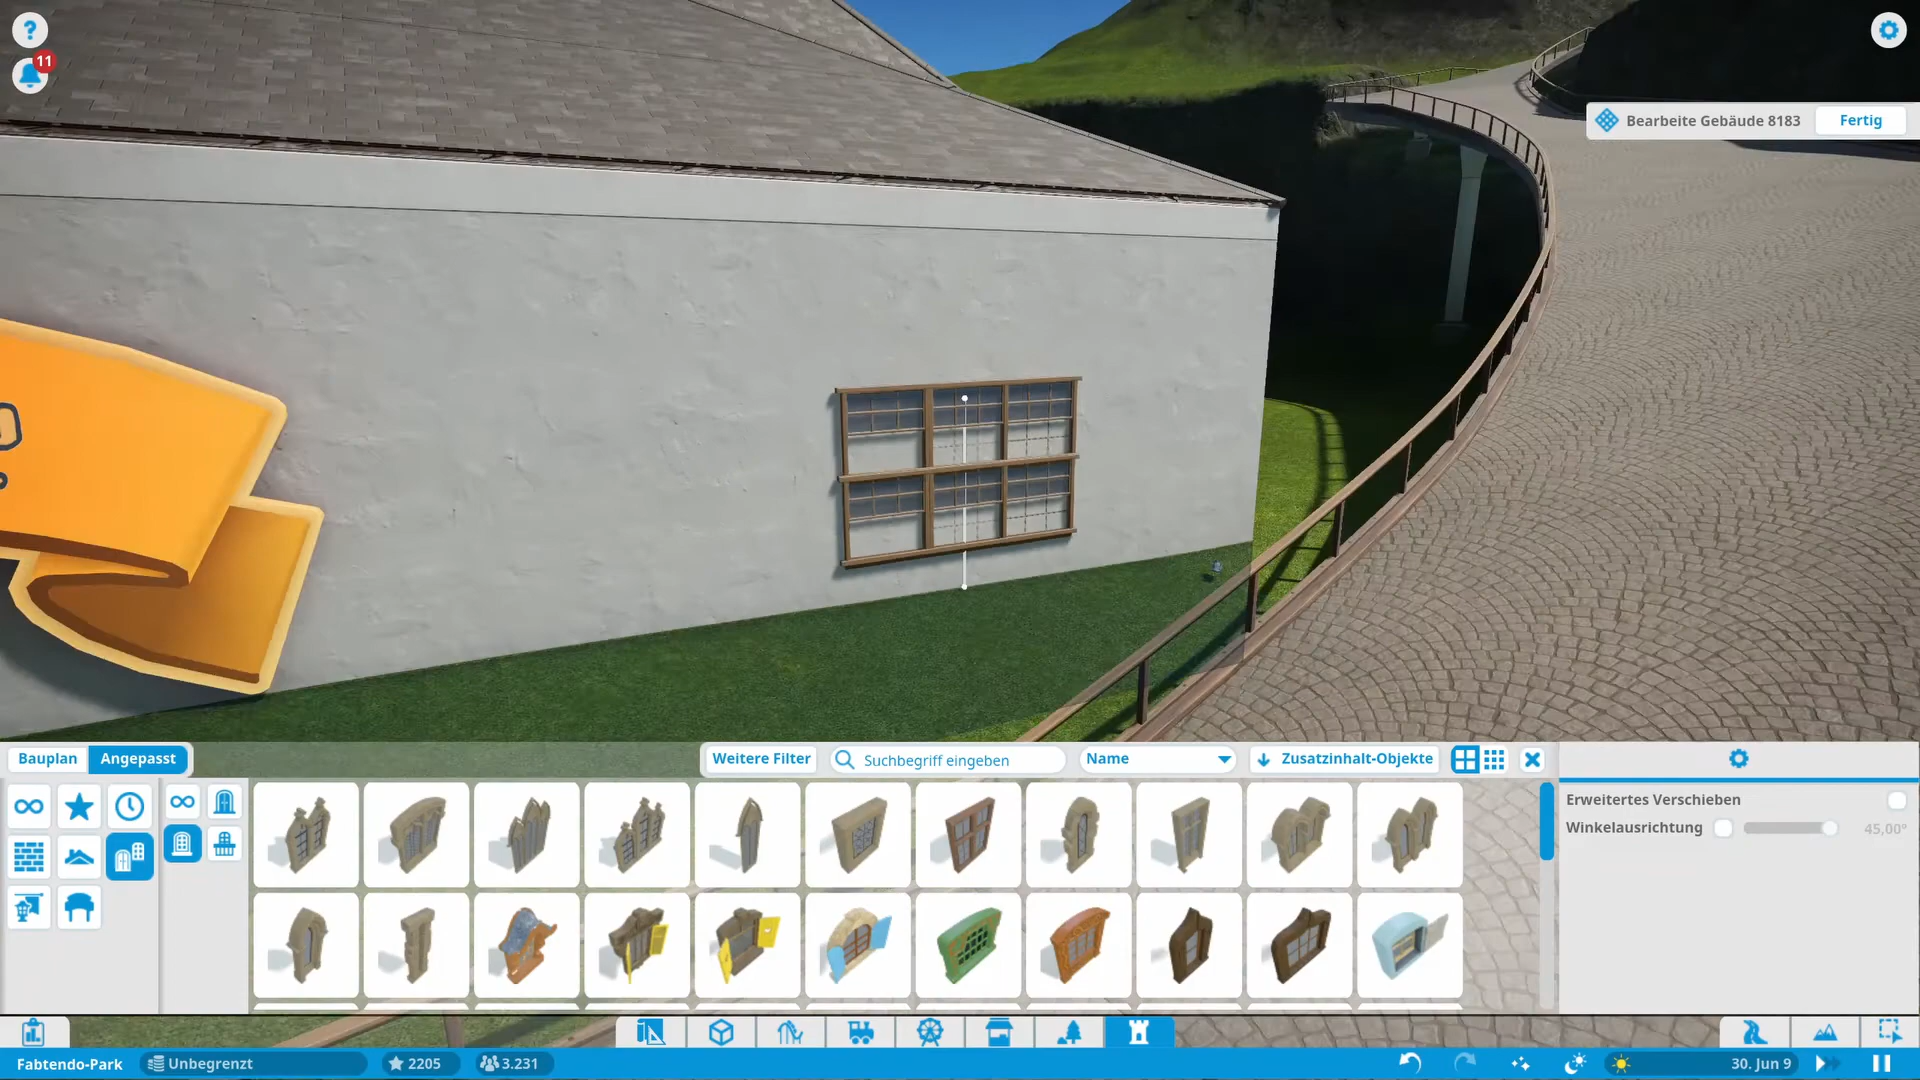 ?
11
Bearbeite Gebäude 8183
Fertig
Bauplan
Angepasst
Weitere Filter
Suchbegriff eingeben
Name
Zusatzinhalt-Objekte
Erweitertes Verschieben
Winkelausrichtung
45,00°
Fabtendo-Park
Unbegrenzt
2205
3.231
30. Jun 9